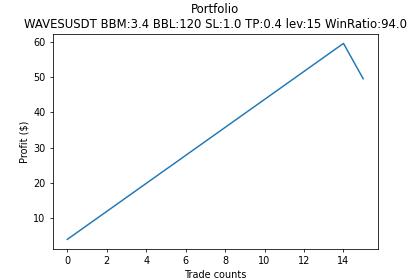 Portfolio
WAVESUSDT BBM:3.4 BBL:120 SL:1.0 TP:0.4 lev:15 WinRatio:94.0
60
50
40
30
20
10
Profit ($)
0 2 4 6 8 10 12 14
Trade counts